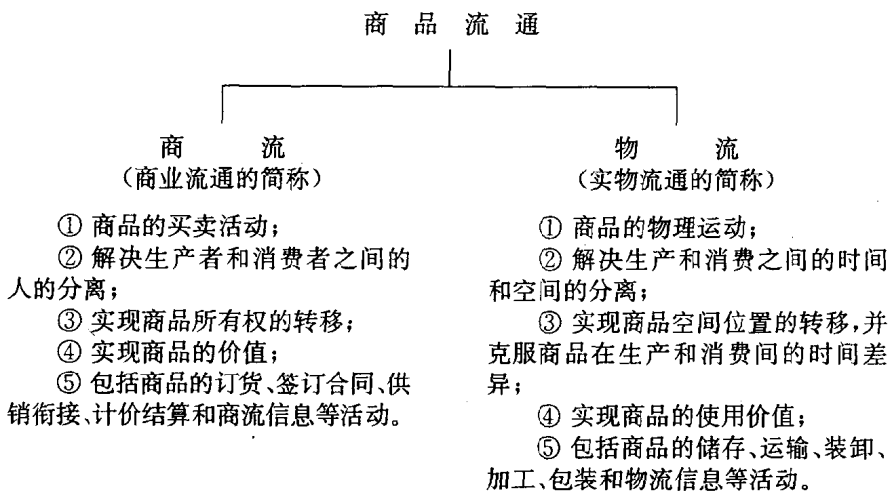 商品流通
商流
（商业流通的简称）
① 商品的买卖活动；
② 解决生产者和消费者之间的
人的分离；
③ 实现商品所有权的转移；
④ 实现商品的价值；
⑤ 包括商品的订货、签订合同、供
销衔接、计价结算和商流信息等活动。
物流
（实物流通的简称）
① 商品的物理运动；
② 解决生产和消费之间的时间
和空间的分离；
③ 实现商品空间位置的转移，并
克服商品在生产和消费间的时间差
异；
④ 实现商品的使用价值；
⑤ 包括商品的储存、运输、装卸、
加工、包装和物流信息等活动。